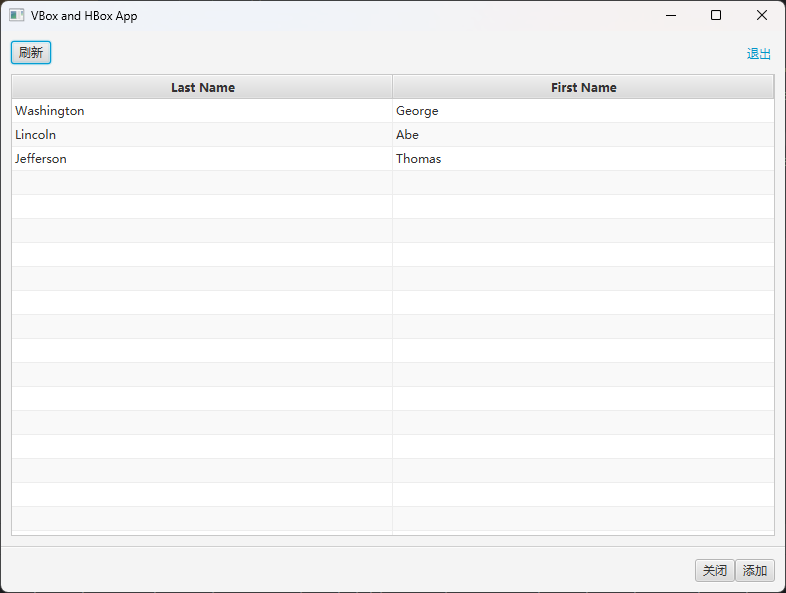 VBox and HBox App
刷新 退出
Last Name First Name
Washington George
Lincoln Abe
Jefferson Thomas
关闭 添加